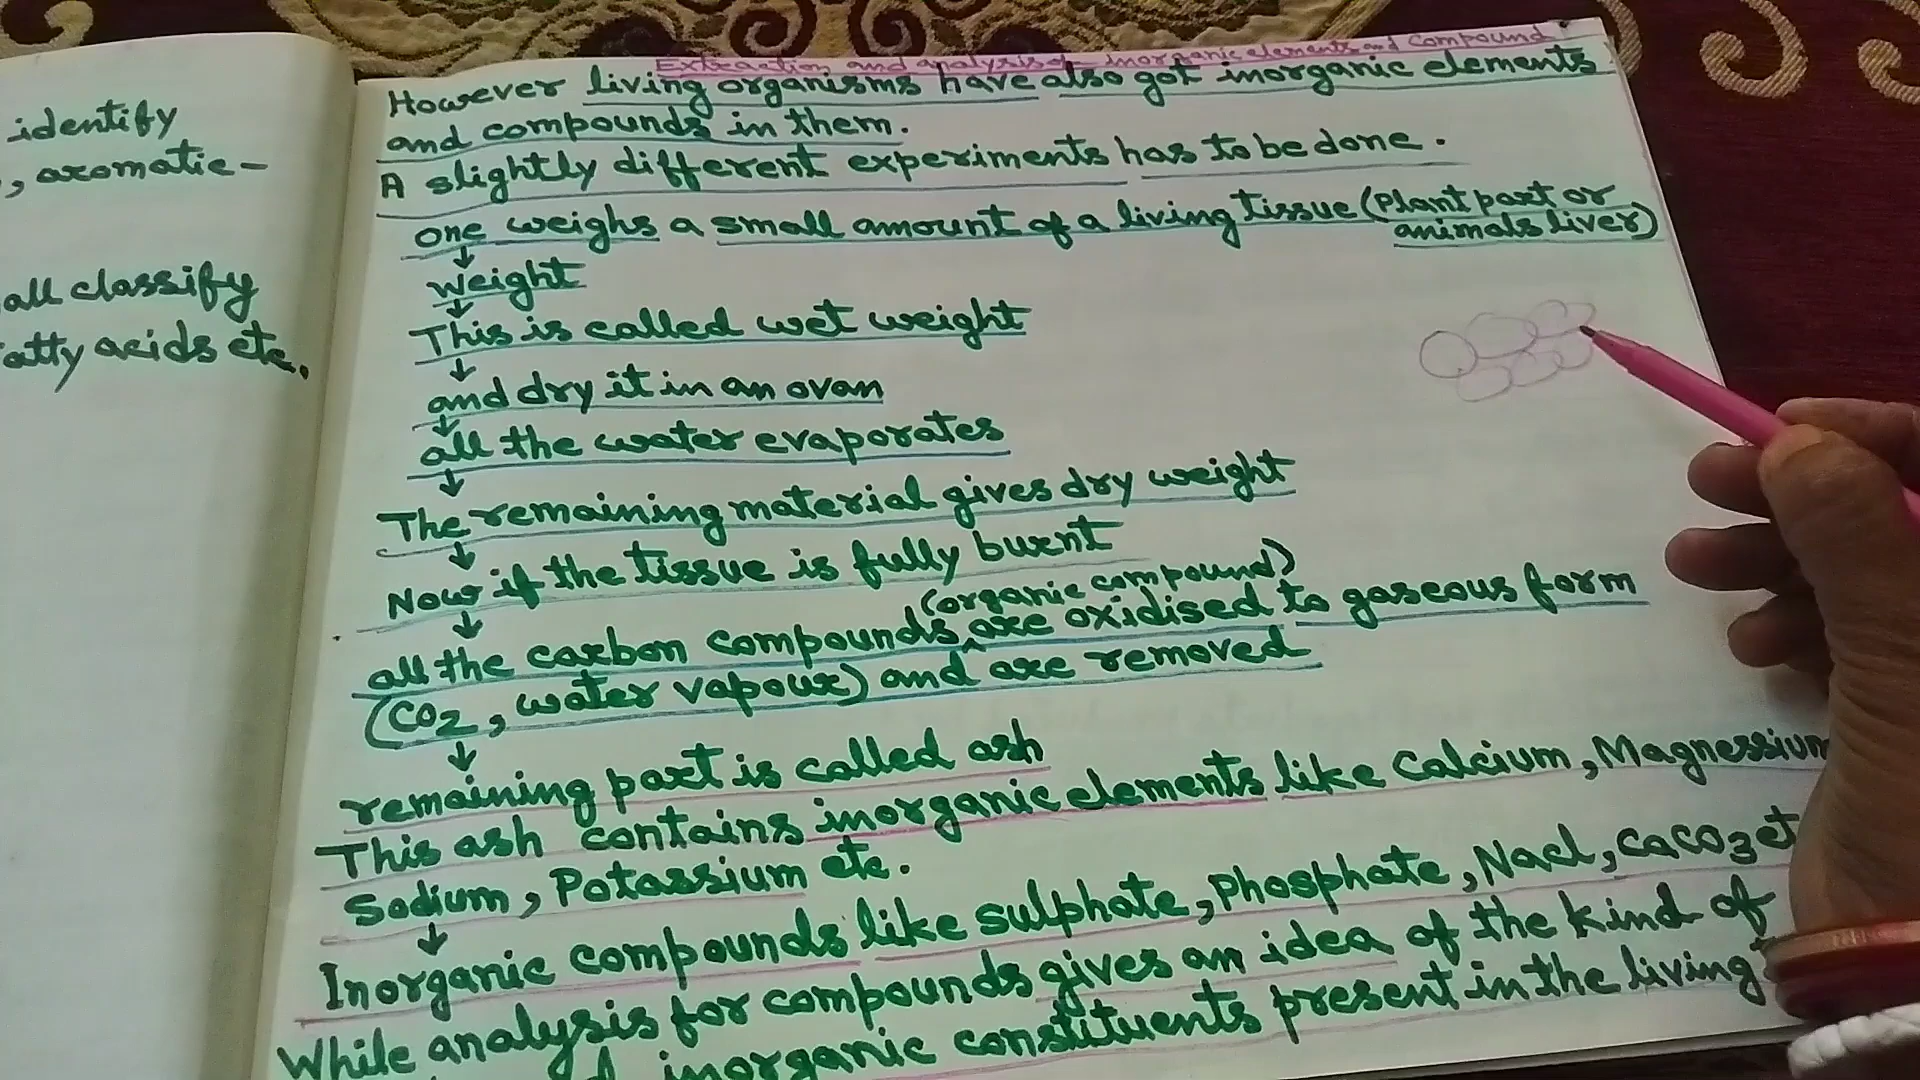 identify
, aromatic-
all classify
fatty acids etc.
Extraction and analysis of inorganic elements and compound
However living organisms have also got inorganic elements
and compounds in them.
A slightly different experiments has to be done.
one weighs a small amount of a living tissue (Plant part or
animals liver)
↓
weight
↓
This is called wet weight
↓
and dry it in an ovan
↓
all the water evaporates
↓
The remaining material gives dry weight
↓
Now if the tissue is fully burnt
↓
(organic compound)
all the carbon compounds ^ are oxidised to gaseous form
(CO2, water vapour) and are removed
↓
remaining part is called ash
This ash contains inorganic elements like Calcium, Magnessium
Sodium, Potassium etc.
↓
Inorganic compounds like sulphate, Phosphate, Nacl, CaCO3 et
While analysis for compounds gives an idea of the kind of
inorganic constituents present in the living